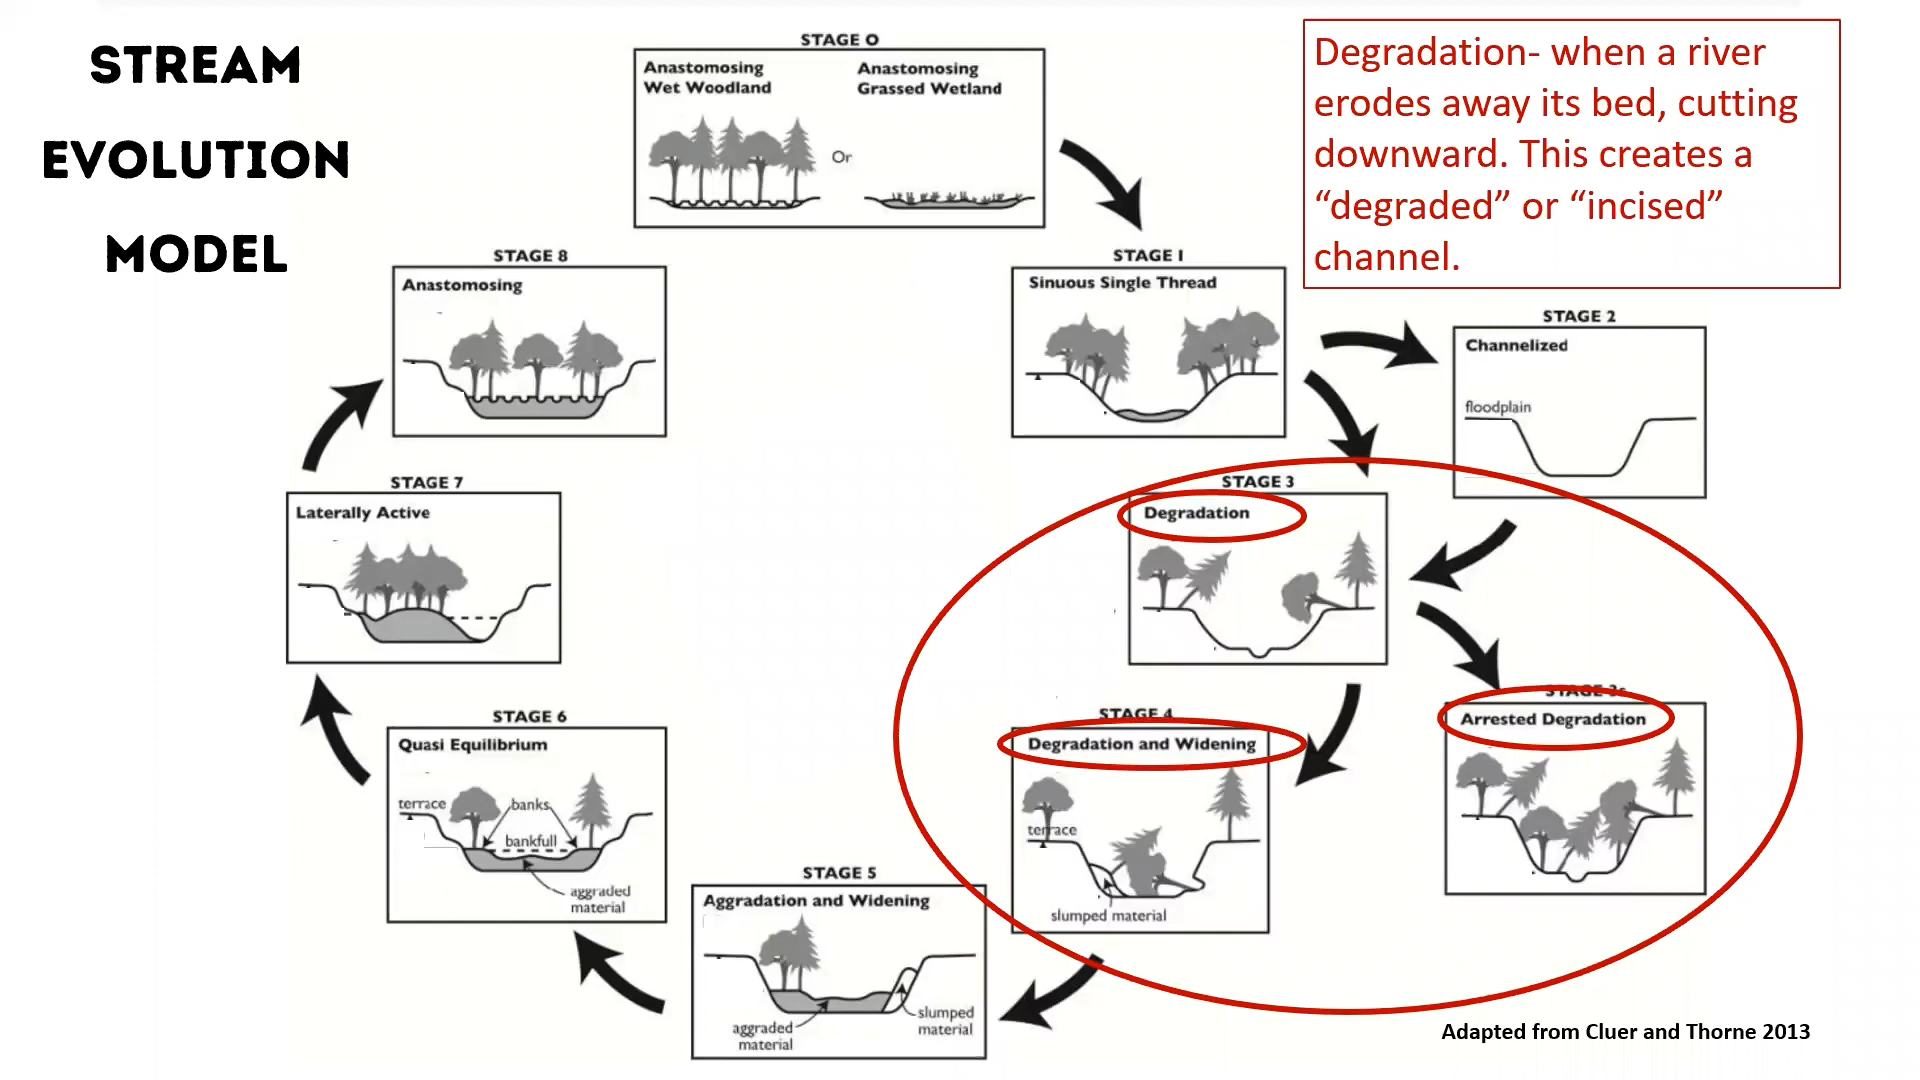 STREAM
EVOLUTION
MODEL
Degradation- when a river
erodes away its bed, cutting
downward. This creates a
“degraded” or “incised”
channel.
STAGE 0
Anastomosing
Wet Woodland
Or
Anastomosing
Grassed Wetland
STAGE 1
Sinuous Single Thread
STAGE 2
Channelized
floodplain
STAGE 3
Degradation
STAGE 3s
Arrested Degradation
STAGE 4
Degradation and Widening
terrace
slumped material
STAGE 5
Aggradation and Widening
aggraded
material
slumped
material
STAGE 6
Quasi Equilibrium
terrace
banks
bankfull
aggraded
material
STAGE 7
Laterally Active
STAGE 8
Anastomosing
Adapted from Cluer and Thorne 2013